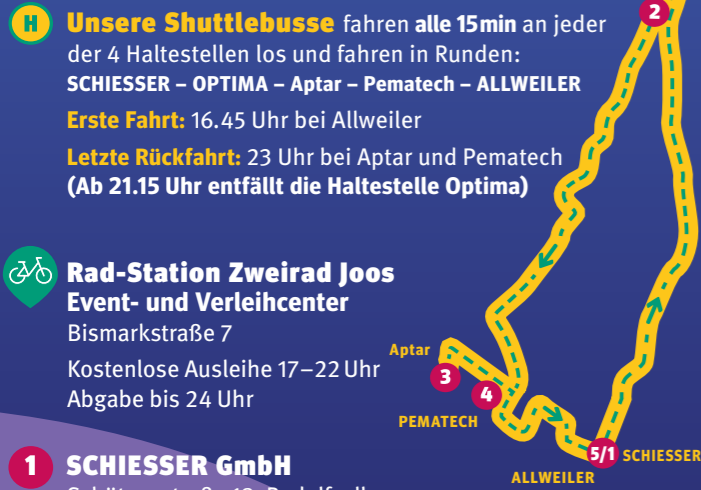 H Unsere Shuttlebusse fahren alle 15min an jeder
der 4 Haltestellen los und fahren in Runden:
SCHIESSER – OPTIMA – Aptar – Pematech – ALLWEILER
Erste Fahrt: 16.45 Uhr bei Allweiler
Letzte Rückfahrt: 23 Uhr bei Aptar und Pematech
(Ab 21.15 Uhr entfällt die Haltestelle Optima)
Rad-Station Zweirad Joos
Event- und Verleihcenter
Bismarkstraße 7
Kostenlose Ausleihe 17–22 Uhr
Abgabe bis 24 Uhr
1 SCHIESSER GmbH
2
Aptar
3
4
PEMATECH
5/1 SCHIESSER
ALLWEILER